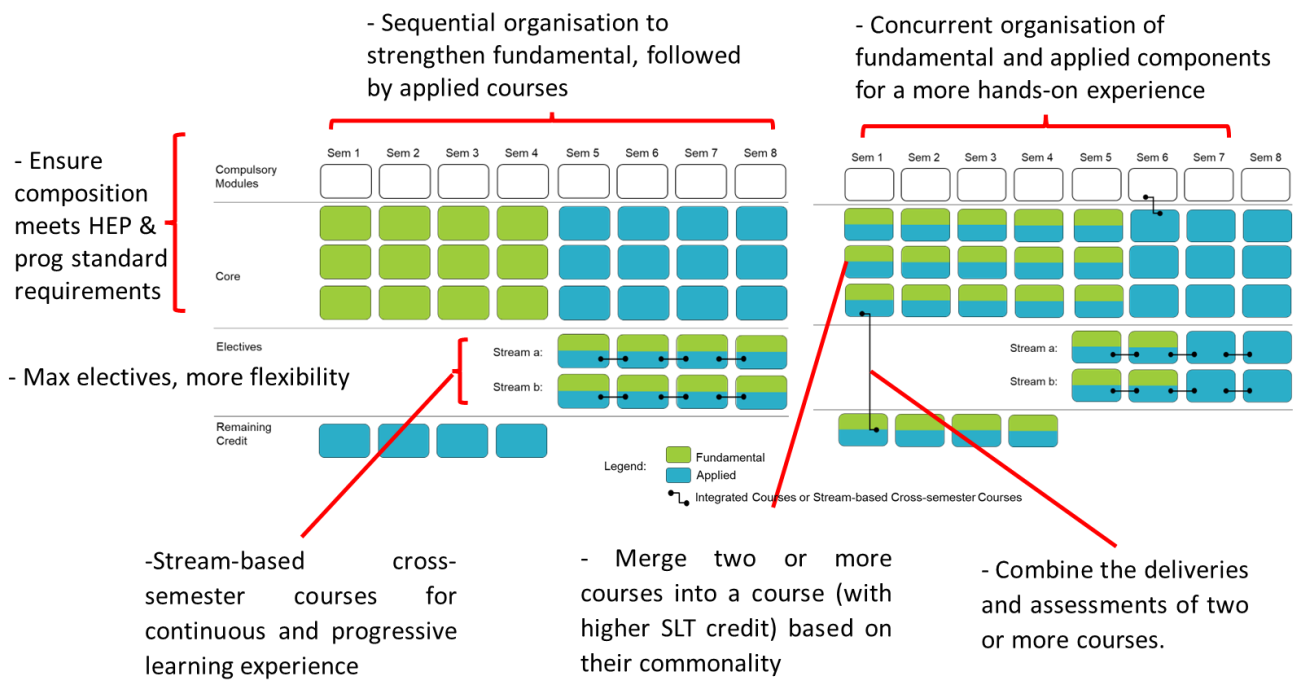 - Sequential organisation to
strengthen fundamental, followed
by applied courses
- Concurrent organisation of
fundamental and applied components
for a more hands-on experience
- Ensure
composition
meets HEP &
prog standard
requirements
Sem 1 Sem 2 Sem 3 Sem 4 Sem 5 Sem 6 Sem 7 Sem 8
Compulsory
Modules
Core
Electives
Stream a:
Stream b:
Remaining
Credit
- Max electives, more flexibility
Sem 1 Sem 2 Sem 3 Sem 4 Sem 5 Sem 6 Sem 7 Sem 8
Stream a:
Stream b:
Legend:
Fundamental
Applied
Integrated Courses or Stream-based Cross-semester Courses
-Stream-based cross-
semester courses for
continuous and progressive
learning experience
- Merge two or more
courses into a course (with
higher SLT credit) based on
their commonality
- Combine the deliveries
and assessments of two
or more courses.